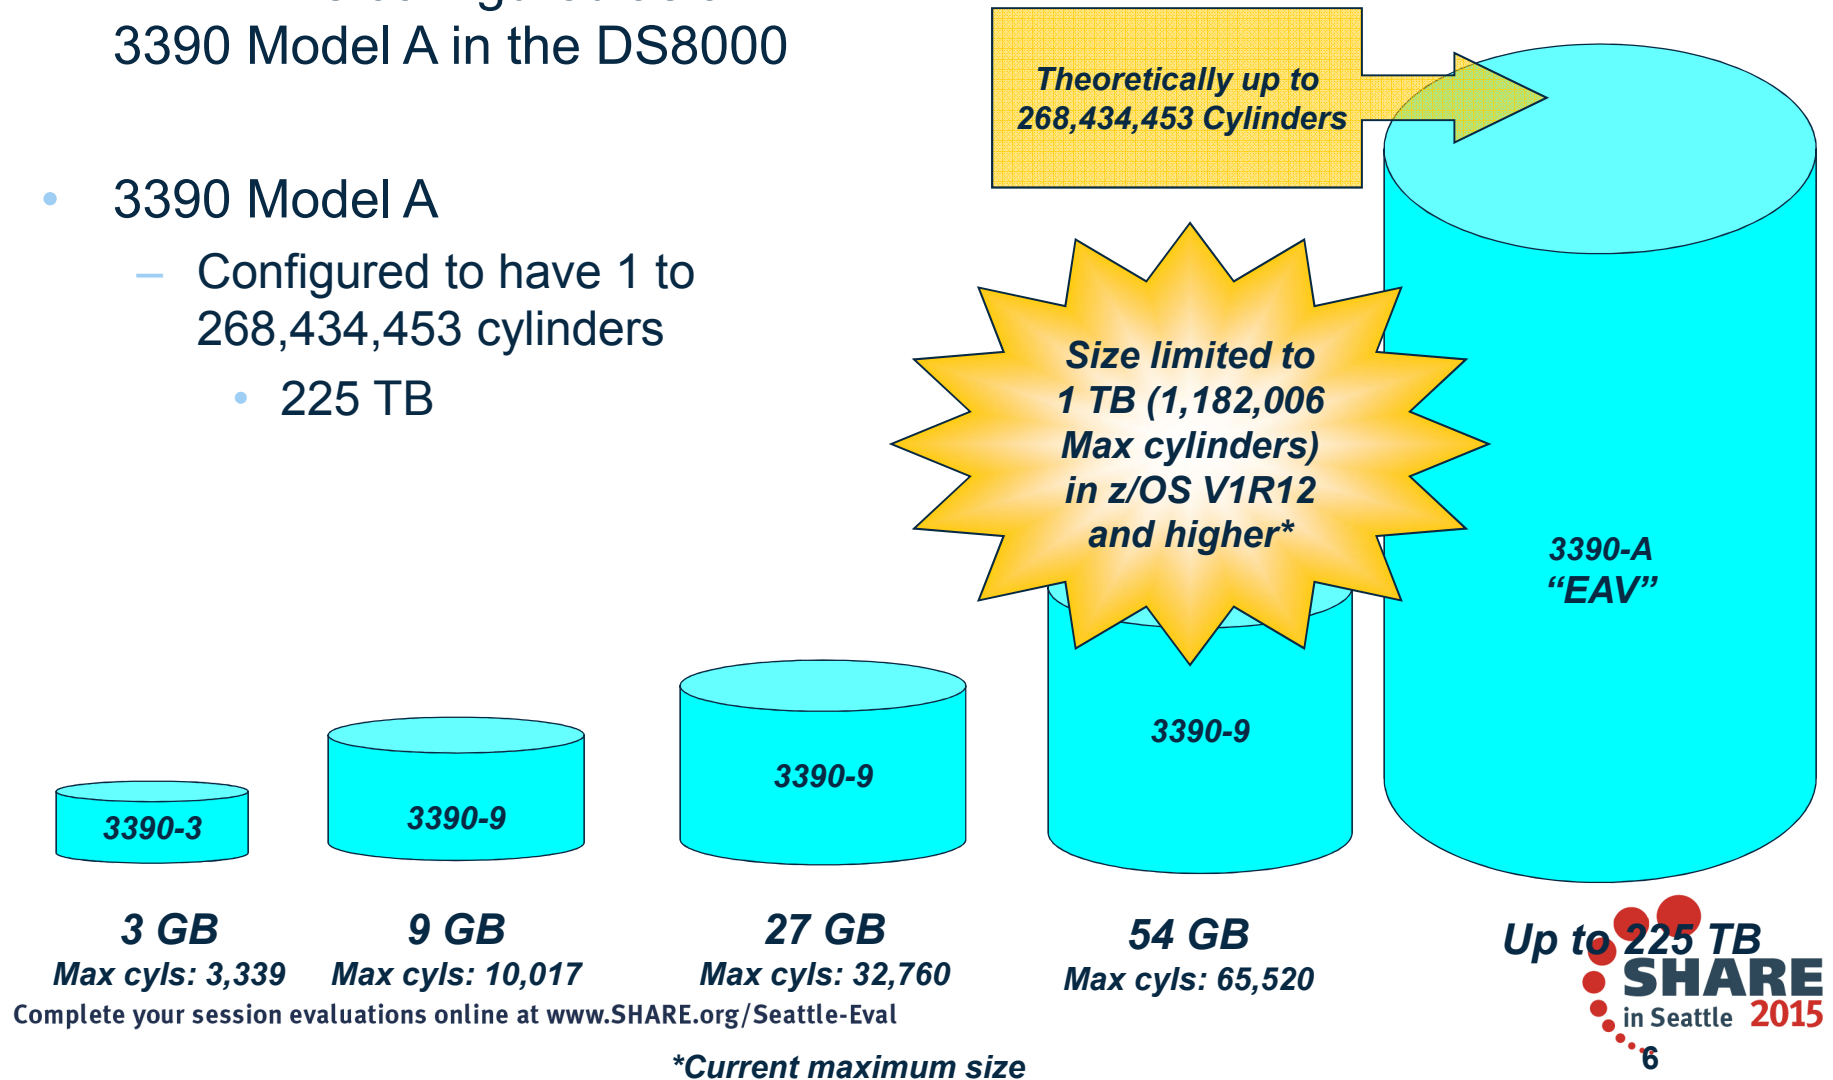 3390 Model A in the DS8000
• 3390 Model A
– Configured to have 1 to
268,434,453 cylinders
• 225 TB
Theoretically up to
268,434,453 Cylinders
Size limited to
1 TB (1,182,006
Max cylinders)
in z/OS V1R12
and higher*
3390-A
“EAV”
3390-9
3390-9
3390-9
3390-3
3 GB
Max cyls: 3,339
9 GB
Max cyls: 10,017
27 GB
Max cyls: 32,760
54 GB
Max cyls: 65,520
Up to 225 TB
Complete your session evaluations online at www.SHARE.org/Seattle-Eval
SHARE
in Seattle 2015
6
*Current maximum size